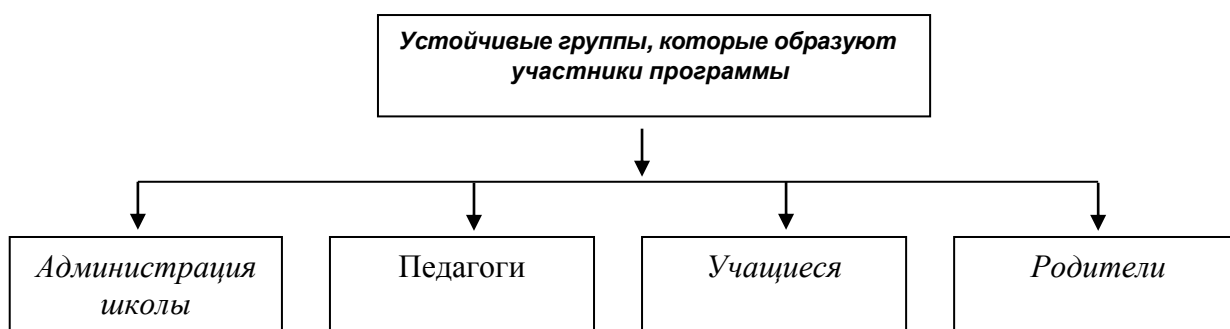 Устойчивые группы, которые образуют
участники программы
Администрация
школы
Педагоги
Учащиеся
Родители